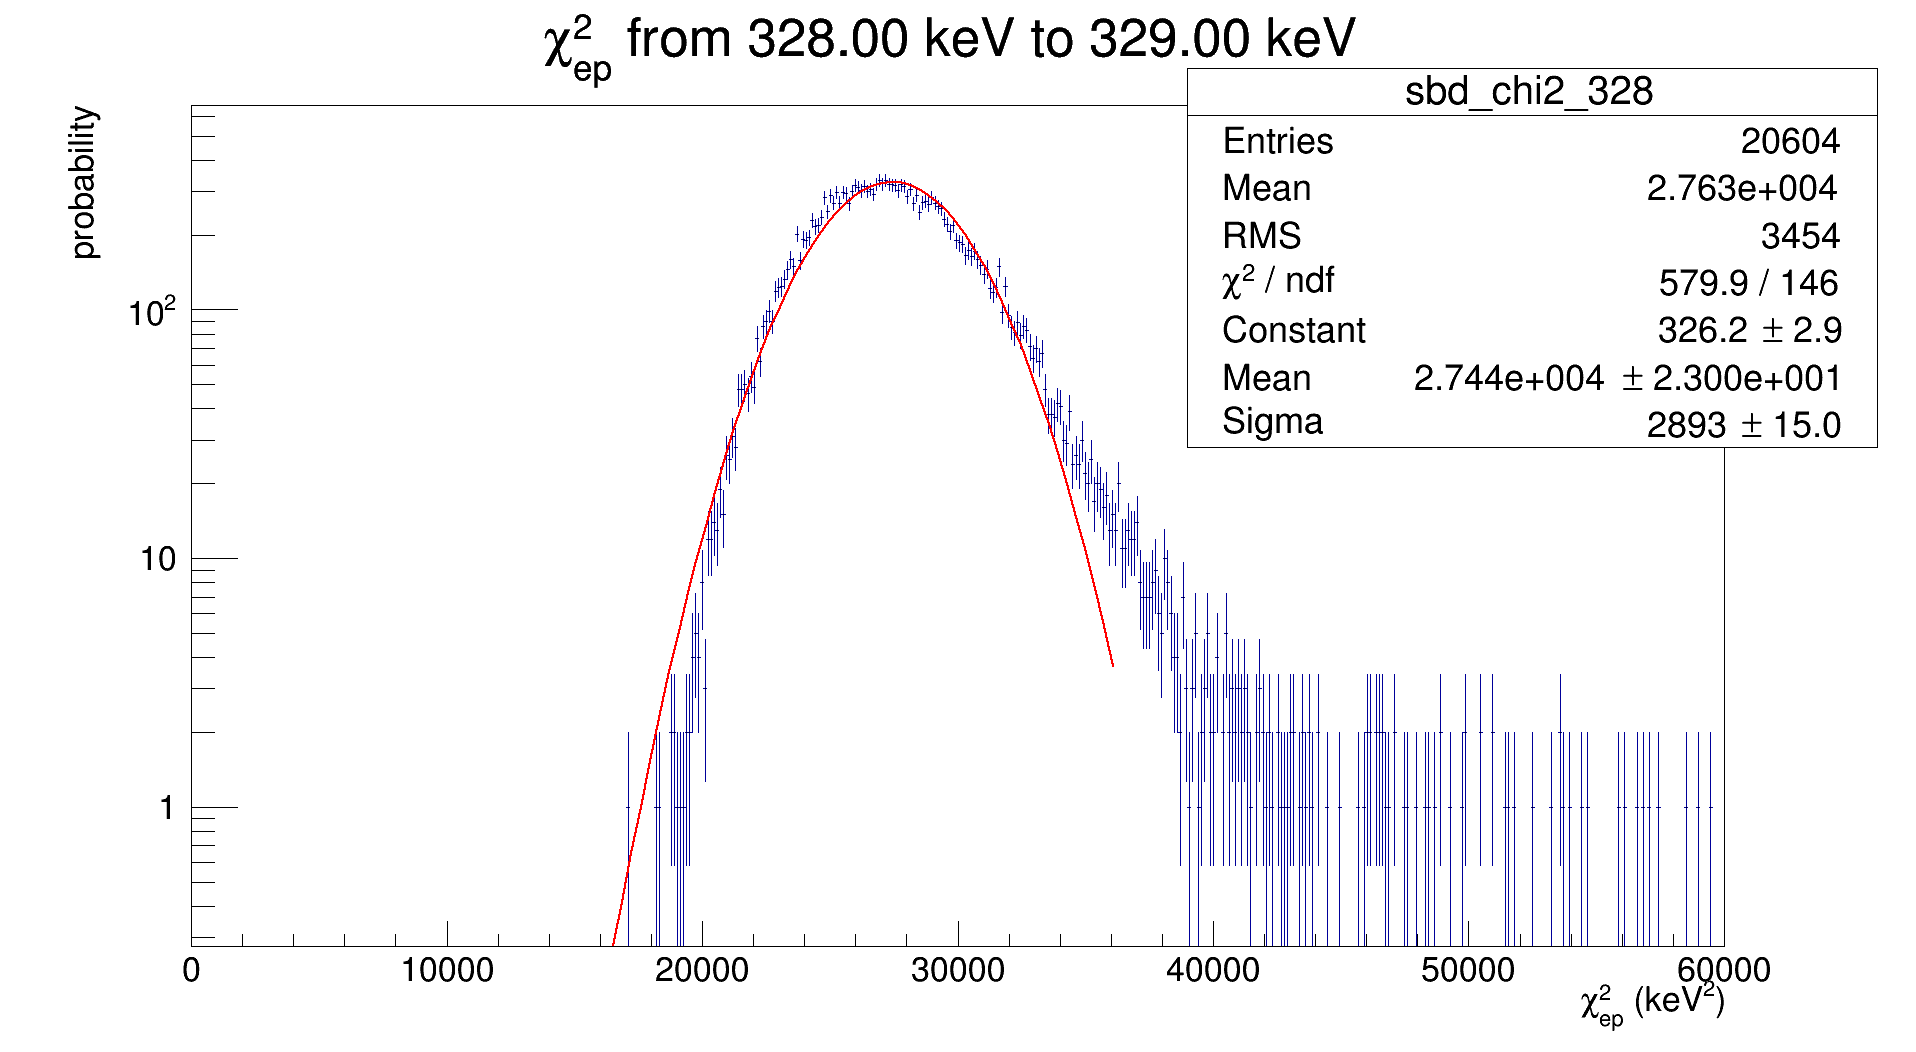 χ²ep from 328.00 keV to 329.00 keV
sbd_chi2_328
Entries 20604
Mean 2.763e+004
RMS 3454
χ² / ndf 579.9 / 146
Constant 326.2 ± 2.9
Mean 2.744e+004 ± 2.300e+001
Sigma 2893 ± 15.0
probability
10²
10
1
0 10000 20000 30000 40000 50000 60000
χ²ep (keV²)